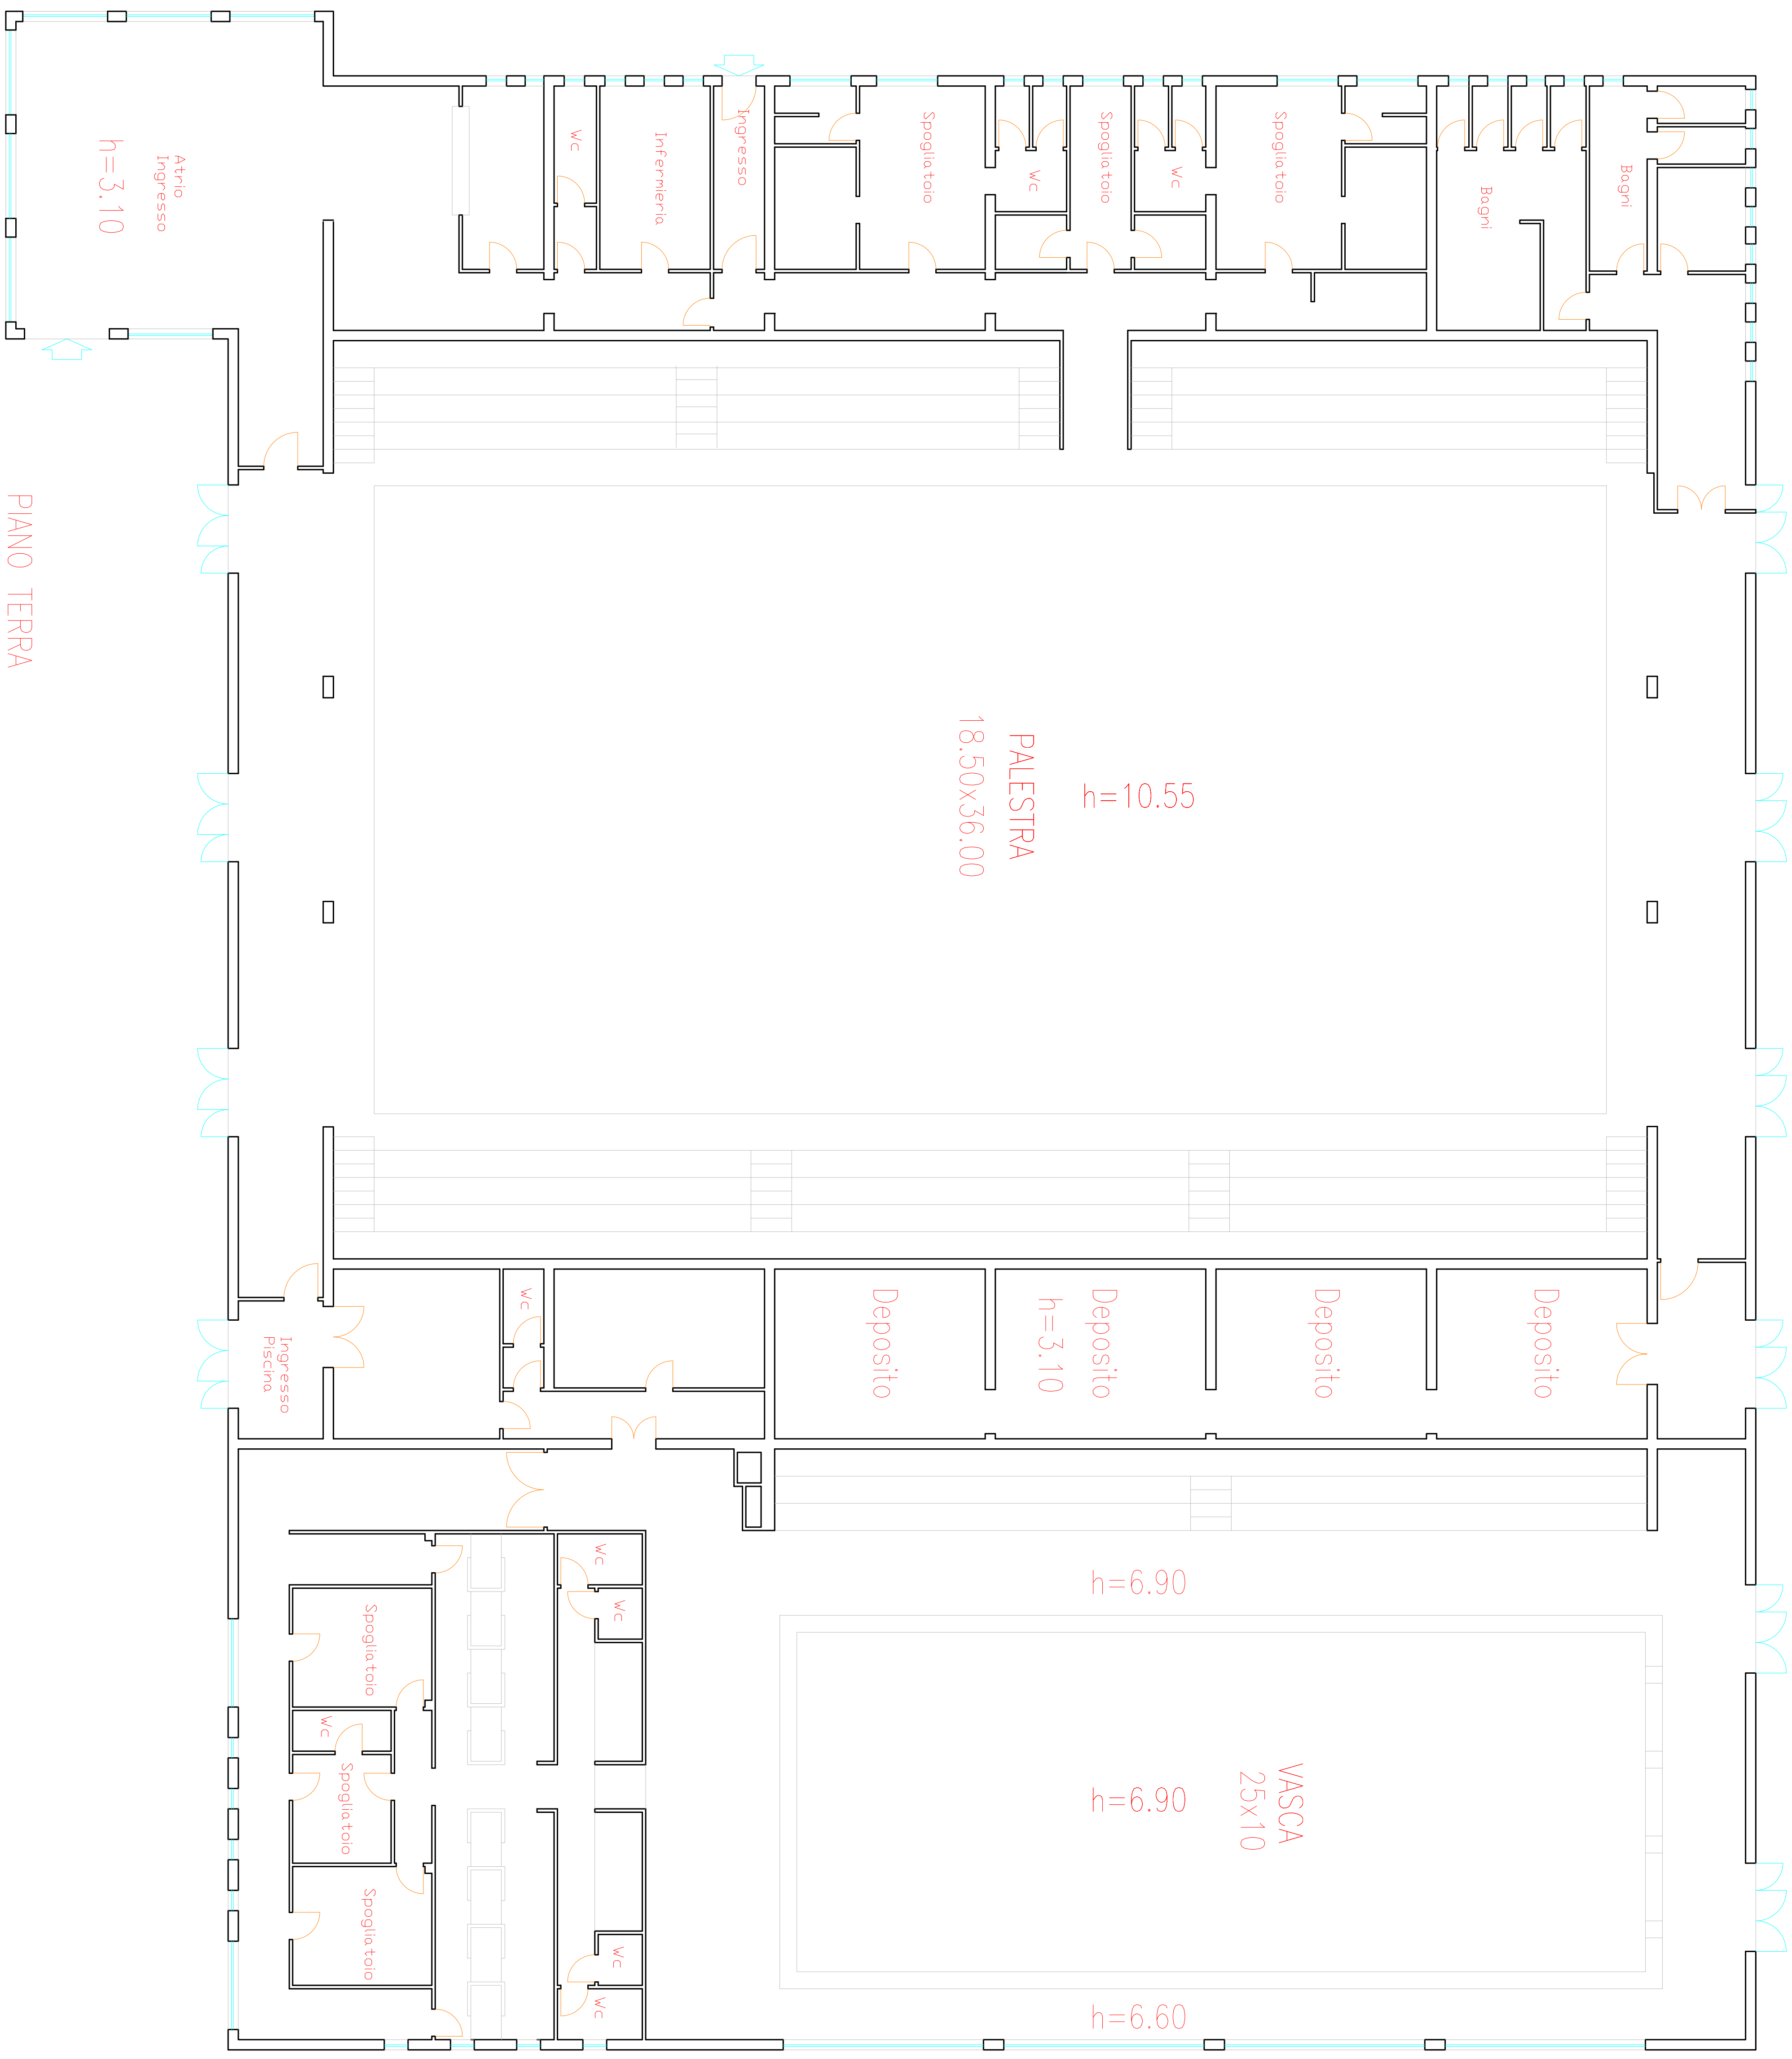 Atrio
Ingresso
h=3.10
Wc
Infermieria
Ingresso
Spogliatoio
Wc
Spogliatoio
Wc
Spogliatoio
Bagni
Bagni
PIANO TERRA
PALESTRA
18.50x36.00
h=10.55
Ingresso
Piscina
Wc
Deposito
Deposito
h=3.10
Deposito
Deposito
Wc
Wc
Spogliatoio
Wc
Spogliatoio
Spogliatoio
Wc
Wc
h=6.90
VASCA
25x10
h=6.90
h=6.60